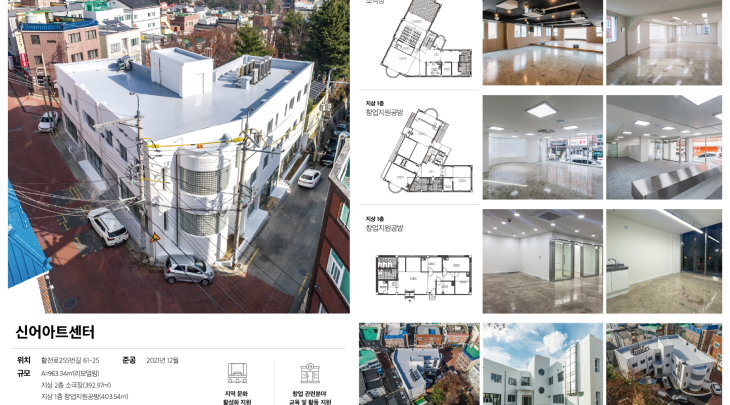 소극장
지상 1층
창업지원공방
지상 1층
창업지원공방
신어아트센터
위치 활천로255번길 61-25 준공 2021년 12월
규모 A=963.34㎡(리모델링)
지상 2층 소극장(392.97㎡)
지상 1층 창업지원공방(403.54㎡)
지역 문화
활성화 지원
창업 관련분야
교육 및 활동 지원